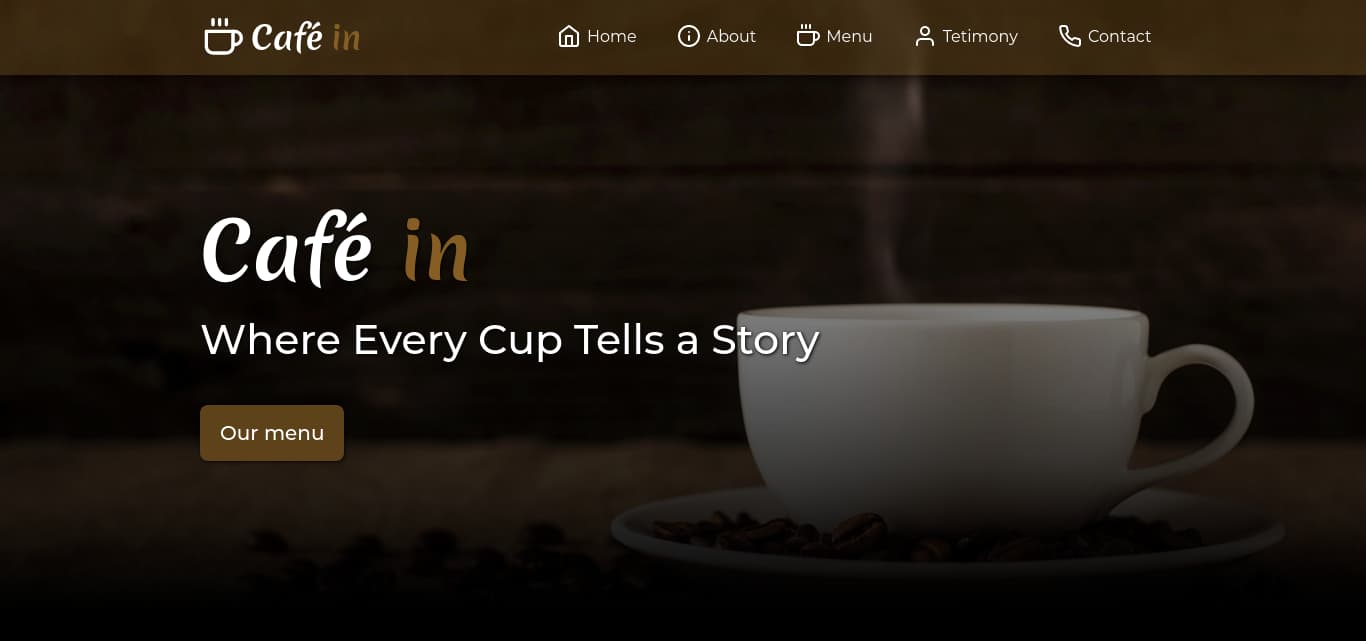 Café in
Home
About
Menu
Tetimony
Contact
Café in
Where Every Cup Tells a Story
Our menu